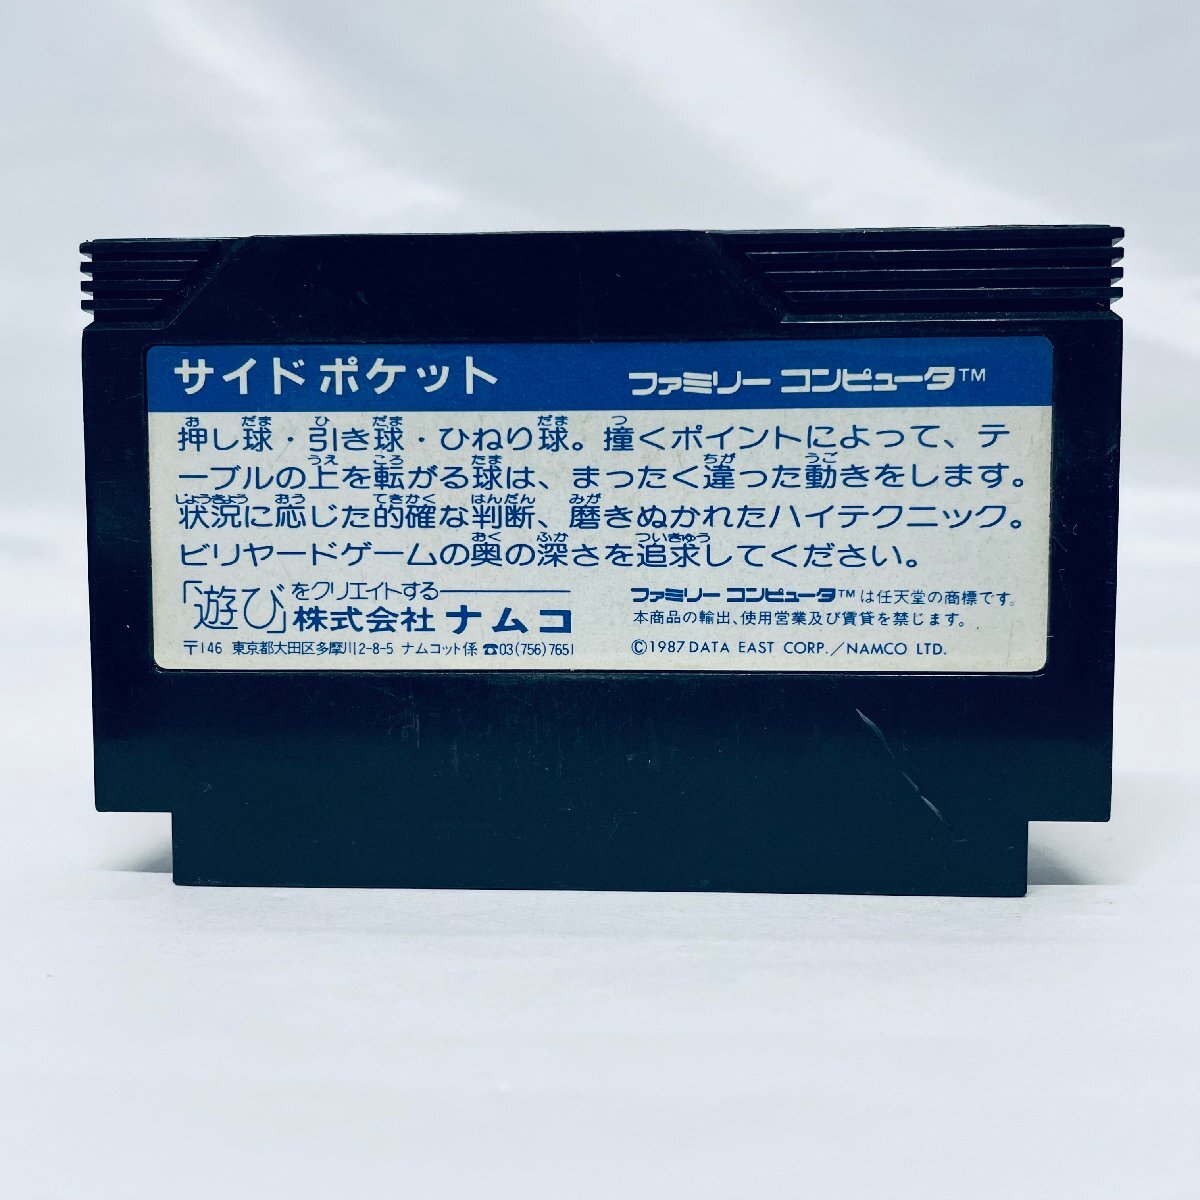 サイドポケット ファミリーコンピュータ™
押し球・引き球・ひねり球。撞くポイントによって、テ
ーブルの上を転がる球は、まったく違った動きをします。
状況に応じた的確な判断、磨きぬかれたハイテクニック。
ビリヤードゲームの奥の深さを追求してください。
「遊び」をクリエイトする
株式会社ナムコ
〒146 東京都大田区多摩川2-8-5 ナムコット係 ☎03(756)7651
ファミリーコンピュータ™は任天堂の商標です。
本商品の輸出、使用営業及び賃貸を禁じます。
©1987 DATA EAST CORP./NAMCO LTD.